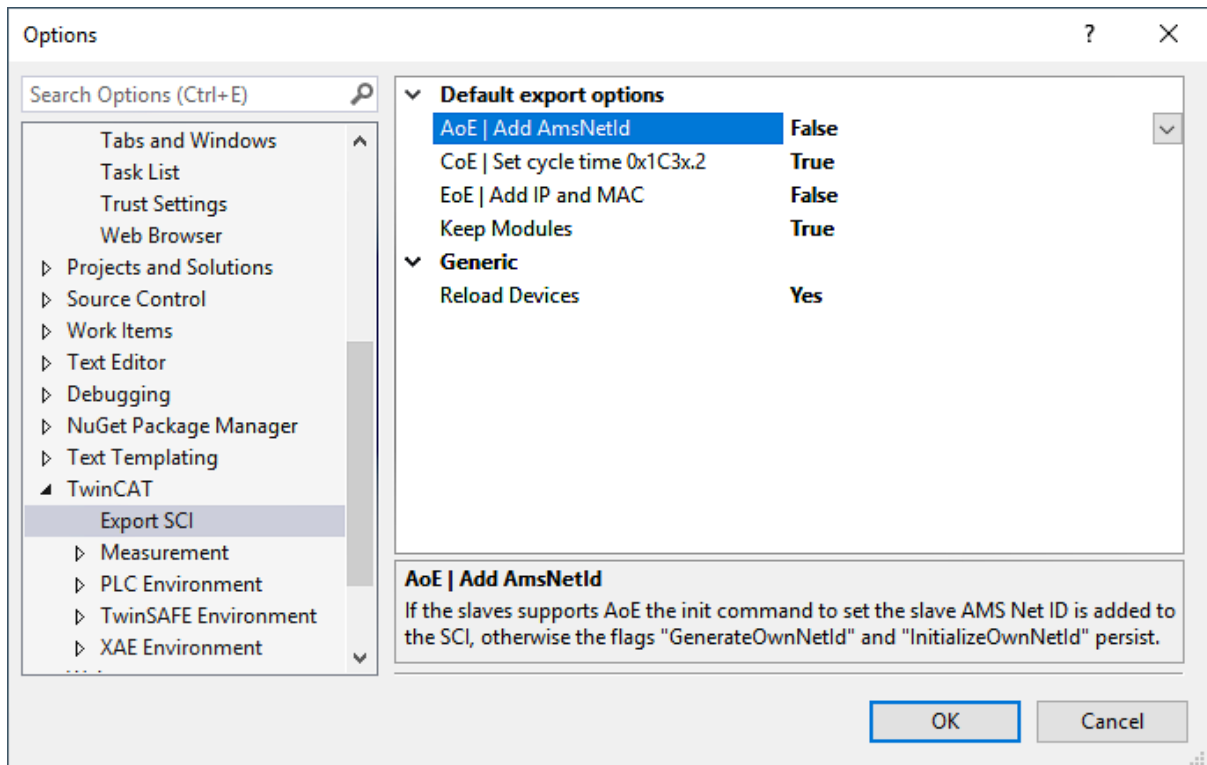 Options
?
Search Options (Ctrl+E)
Tabs and Windows
Task List
Trust Settings
Web Browser
Projects and Solutions
Source Control
Work Items
Text Editor
Debugging
NuGet Package Manager
Text Templating
TwinCAT
Export SCI
Measurement
PLC Environment
TwinSAFE Environment
XAE Environment
Default export options
AoE | Add AmsNetId False
CoE | Set cycle time 0x1C3x.2 True
EoE | Add IP and MAC False
Keep Modules True
Generic
Reload Devices Yes
AoE | Add AmsNetId
If the slaves supports AoE the init command to set the slave AMS Net ID is added to
the SCI, otherwise the flags "GenerateOwnNetId" and "InitializeOwnNetId" persist.
OK
Cancel